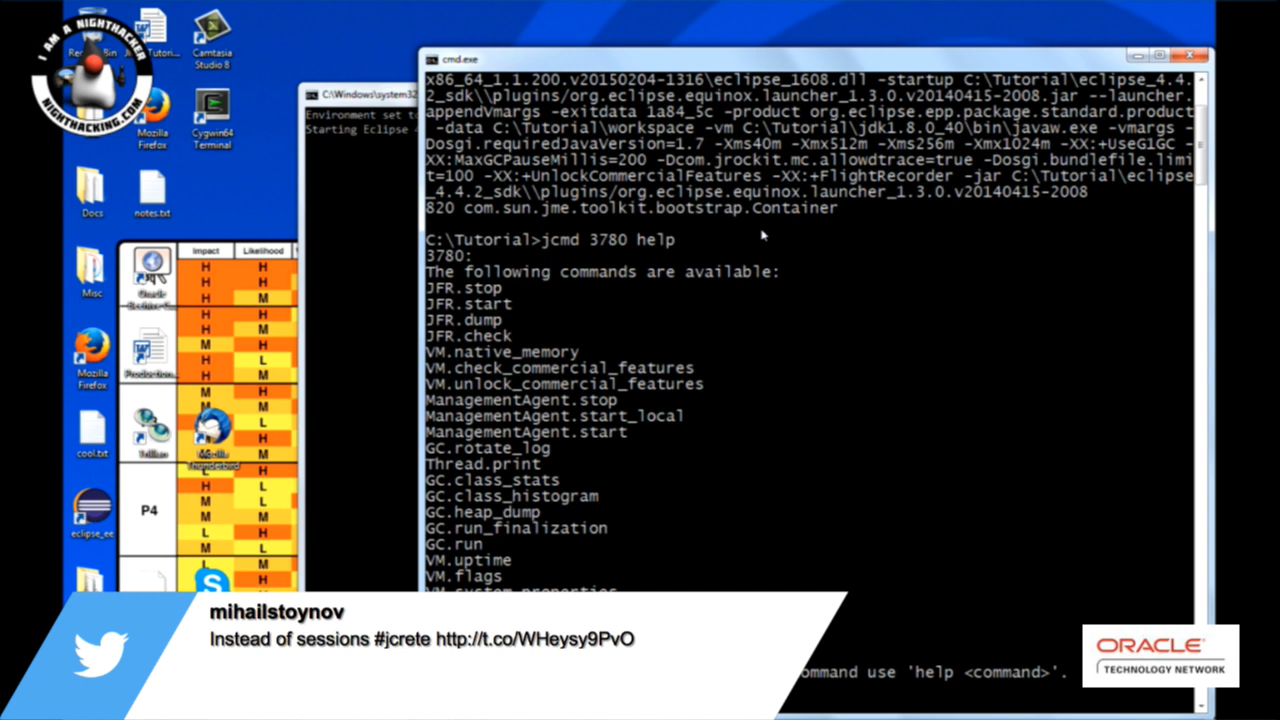 I AM A NIGHTHACKER
NIGHTHACKING.COM
Camtasia
Studio 8
Mozilla
Firefox
Cygwin64
Terminal
Docs
notes.txt
Misc
Mozilla
Firefox
Production...
cool.txt
Trillian
Mozilla
Thunderbird
eclipse_ee
Impact
Likelihood
H H
H H
H M
H H
H M
M H
H L
H M
M H
M M
M L
H H
M M
L H
P4
H L
M M
M L
L H
M L
L M
M H
C:\Windows\system32
Environment set to
Starting Eclipse 4
cmd.exe
x86_64_1.1.200.v20150204-1316\eclipse_1608.dll -startup C:\Tutorial\eclipse_4.4.
2_sdk\\plugins/org.eclipse.equinox.launcher_1.3.0.v20140415-2008.jar --launcher.
appendVmargs -exitdata 1a84_5c -product org.eclipse.epp.package.standard.product
-data C:\Tutorial\workspace -vm C:\Tutorial\jdk1.8.0_40\bin\javaw.exe -vmargs -
Dosgi.requiredJavaVersion=1.7 -Xms40m -Xmx512m -Xms256m -Xmx1024m -XX:+UseG1GC -
XX:MaxGCPauseMillis=200 -Dcom.jrockit.mc.allowdtrace=true -Dosgi.bundlefile.limi
t=100 -XX:+UnlockCommercialFeatures -XX:+FlightRecorder -jar C:\Tutorial\eclipse
_4.4.2_sdk\\plugins/org.eclipse.equinox.launcher_1.3.0.v20140415-2008
820 com.sun.jme.toolkit.bootstrap.Container
C:\Tutorial>jcmd 3780 help
3780:
The following commands are available:
JFR.stop
JFR.start
JFR.dump
JFR.check
VM.native_memory
VM.check_commercial_features
VM.unlock_commercial_features
ManagementAgent.stop
ManagementAgent.start_local
ManagementAgent.start
GC.rotate_log
Thread.print
GC.class_stats
GC.class_histogram
GC.heap_dump
GC.run_finalization
GC.run
VM.uptime
VM.flags
VM.system_properties
ommand use 'help <command>'.
mihailstoynov
Instead of sessions #jcrete http://t.co/WHeysy9PvO
ORACLE
TECHNOLOGY NETWORK